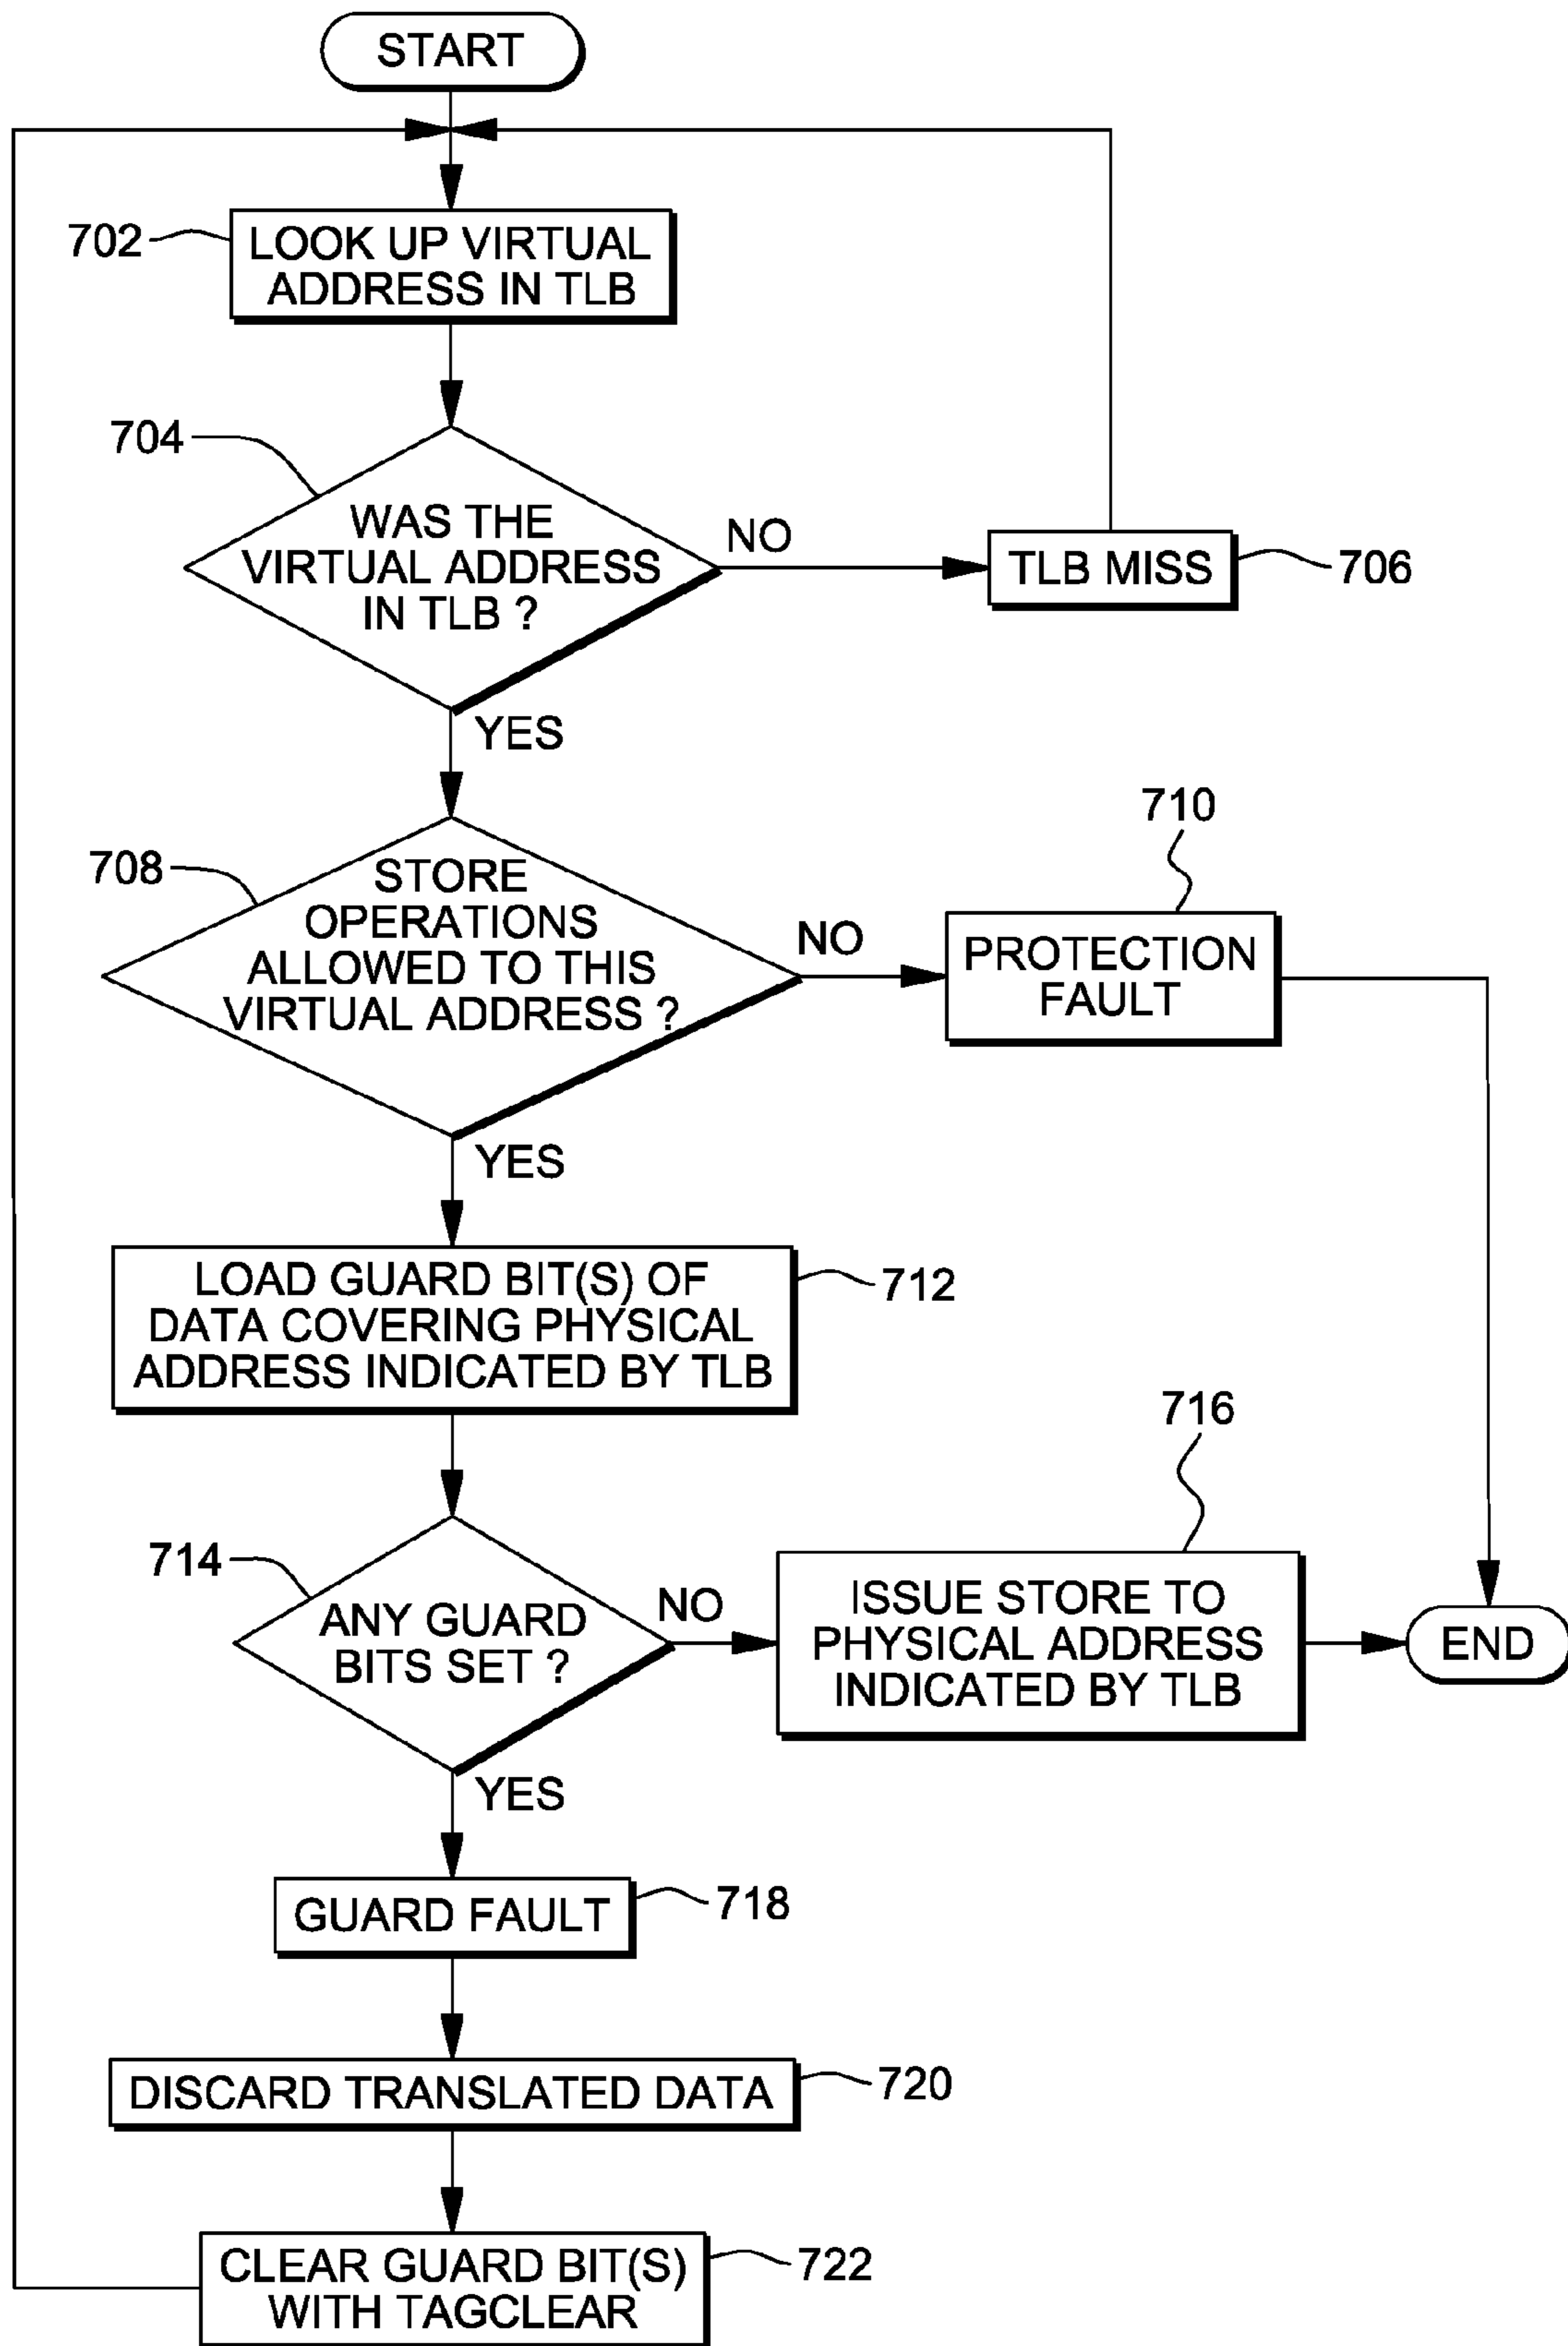 START
702
LOOK UP VIRTUAL
ADDRESS IN TLB
704
WAS THE
VIRTUAL ADDRESS
IN TLB ?
NO
TLB MISS
706
YES
708
STORE
OPERATIONS
ALLOWED TO THIS
VIRTUAL ADDRESS ?
NO
710
PROTECTION
FAULT
YES
LOAD GUARD BIT(S) OF
DATA COVERING PHYSICAL
ADDRESS INDICATED BY TLB
712
714
ANY GUARD
BITS SET ?
NO
716
ISSUE STORE TO
PHYSICAL ADDRESS
INDICATED BY TLB
END
YES
GUARD FAULT
718
DISCARD TRANSLATED DATA
720
CLEAR GUARD BIT(S)
WITH TAGCLEAR
722